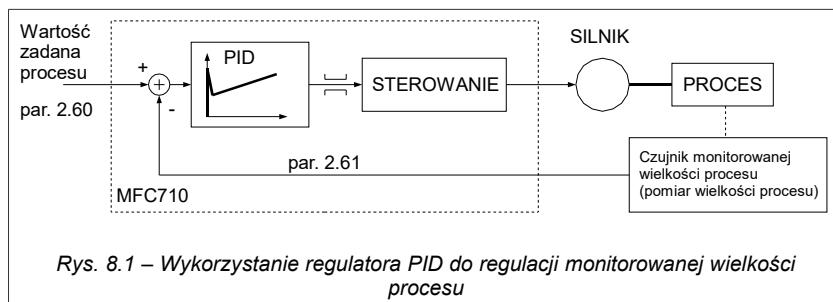 Wartość
zadana
procesu
par. 2.60
+
-
PID
STEROWANIE
SILNIK
PROCES
Czujnik monitorowanej
wielkości procesu
(pomiar wielkości procesu)
par. 2.61
MFC710
Rys. 8.1 – Wykorzystanie regulatora PID do regulacji monitorowanej wielkości
procesu